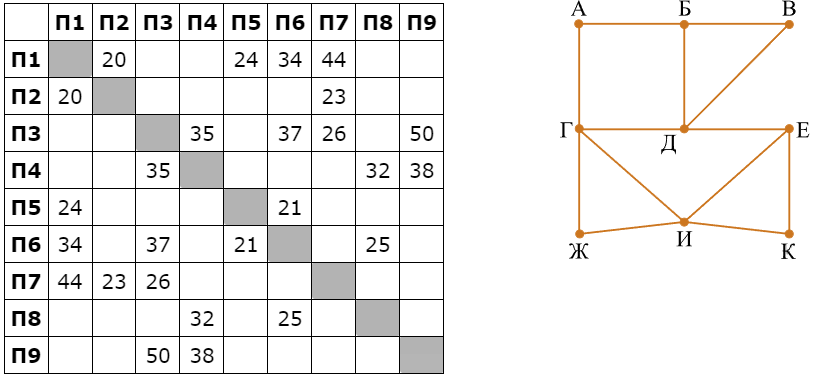 П1 П2 П3 П4 П5 П6 П7 П8 П9
П1 20 24 34 44
П2 20 23
П3 35 37 26 50
П4 35 32 38
П5 24 21
П6 34 37 21 25
П7 44 23 26
П8 32 25
П9 50 38
А Б В
Г Д Е
Ж И К